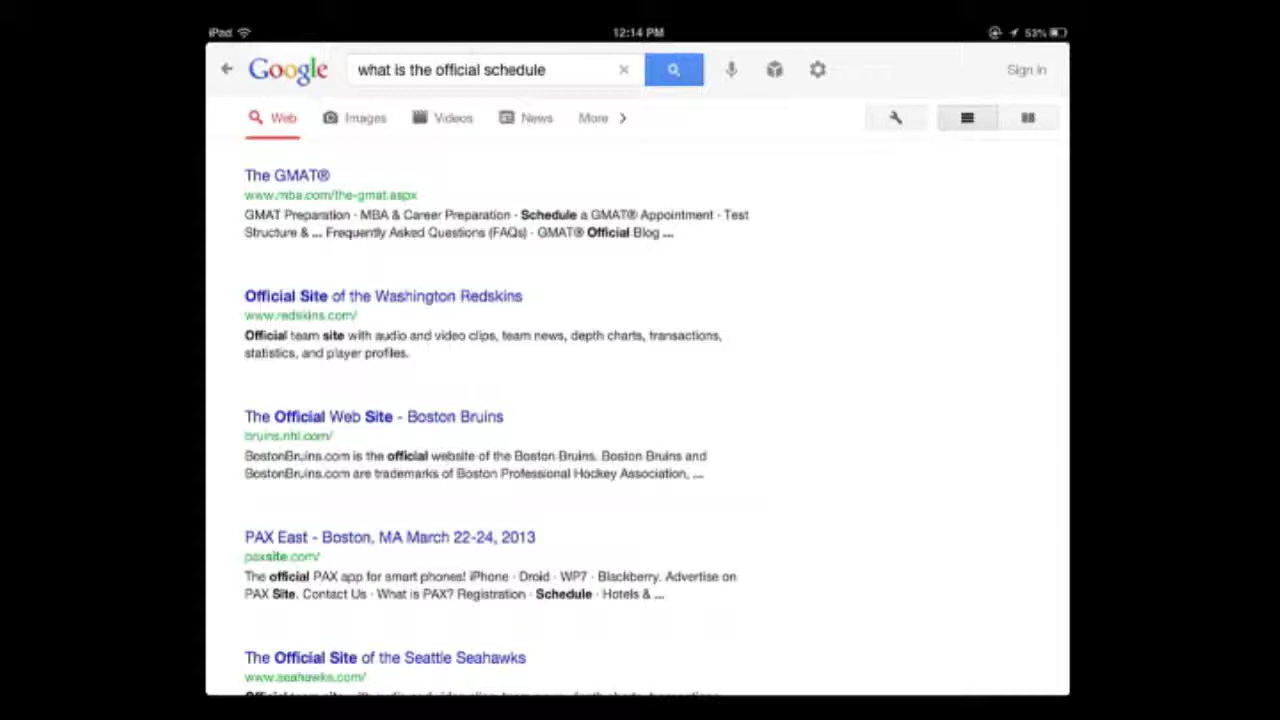 iPad 12:14 PM 53%
Google what is the official schedule Sign in
Web Images Videos News More
The GMAT®
www.mba.com/the-gmat.aspx
GMAT Preparation · MBA & Career Preparation · Schedule a GMAT® Appointment · Test
Structure & ... Frequently Asked Questions (FAQs) · GMAT® Official Blog ...
Official Site of the Washington Redskins
www.redskins.com/
Official team site with audio and video clips, team news, depth charts, transactions,
statistics, and player profiles.
The Official Web Site - Boston Bruins
bruins.nhl.com/
BostonBruins.com is the official website of the Boston Bruins. Boston Bruins and
BostonBruins.com are trademarks of Boston Professional Hockey Association, ...
PAX East - Boston, MA March 22-24, 2013
paxsite.com/
The official PAX app for smart phones! iPhone · Droid · WP7 · Blackberry. Advertise on
PAX Site. Contact Us · What is PAX? Registration · Schedule · Hotels & ...
The Official Site of the Seattle Seahawks
www.seahawks.com/